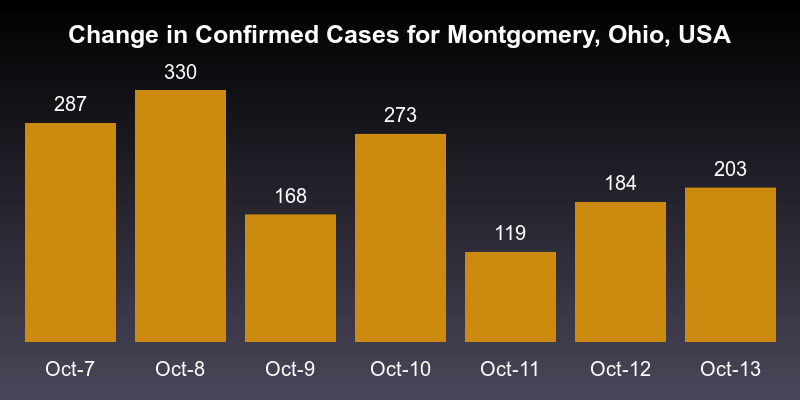 Change in Confirmed Cases for Montgomery, Ohio, USA
287
330
168
273
119
184
203
Oct-7
Oct-8
Oct-9
Oct-10
Oct-11
Oct-12
Oct-13